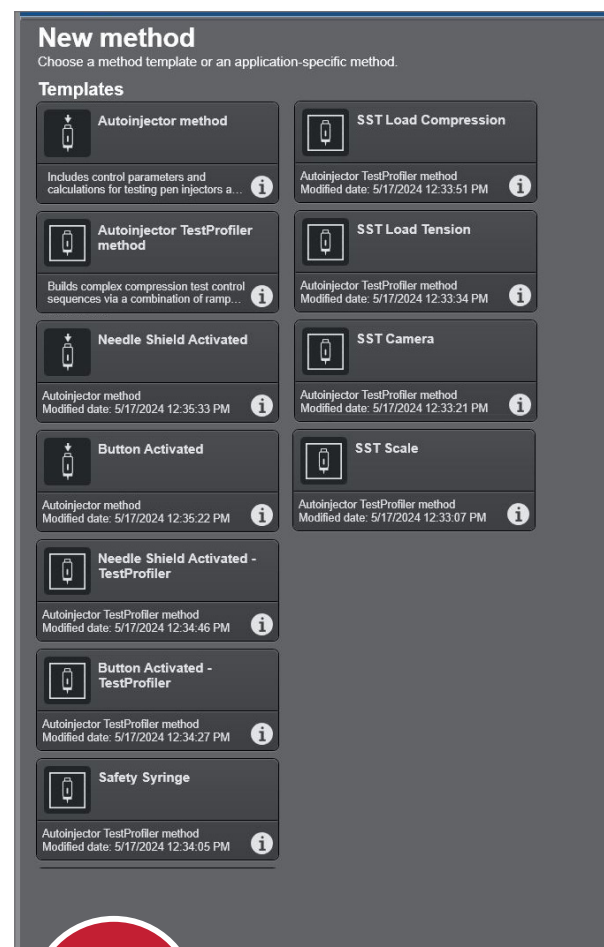 New method
Choose a method template or an application-specific method.
Templates
Autoinjector method
Includes control parameters and
calculations for testing pen injectors a...
Autoinjector TestProfiler
method
Builds complex compression test control
sequences via a combination of ramp...
Needle Shield Activated
Autoinjector method
Modified date: 5/17/2024 12:35:33 PM
Button Activated
Autoinjector method
Modified date: 5/17/2024 12:35:22 PM
Needle Shield Activated -
TestProfiler
Autoinjector TestProfiler method
Modified date: 5/17/2024 12:34:46 PM
Button Activated -
TestProfiler
Autoinjector TestProfiler method
Modified date: 5/17/2024 12:34:27 PM
Safety Syringe
Autoinjector TestProfiler method
Modified date: 5/17/2024 12:34:05 PM
SST Load Compression
Autoinjector TestProfiler method
Modified date: 5/17/2024 12:33:51 PM
SST Load Tension
Autoinjector TestProfiler method
Modified date: 5/17/2024 12:33:34 PM
SST Camera
Autoinjector TestProfiler method
Modified date: 5/17/2024 12:33:21 PM
SST Scale
Autoinjector TestProfiler method
Modified date: 5/17/2024 12:33:07 PM